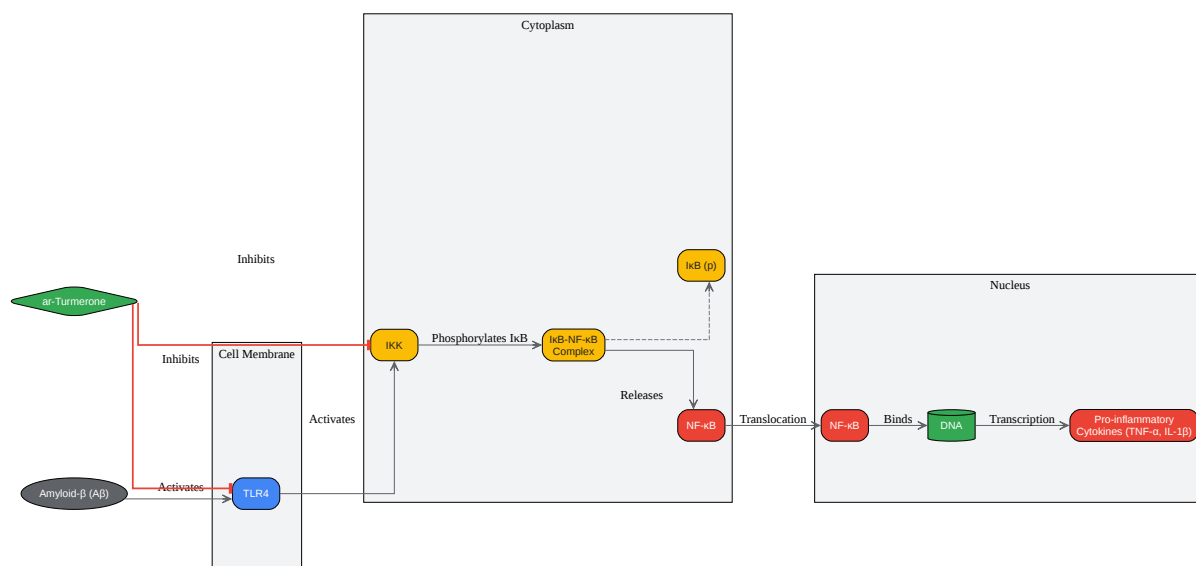 Cytoplasm
Inhibits
IκB (p)
Nucleus
ar-Turmerone
Inhibits
Cell Membrane
IKK
Phosphorylates IκB
IκB-NF-κB
Complex
Activates
Releases
NF-κB
Translocation
NF-κB
Binds
DNA
Transcription
Pro-inflammatory
Cytokines (TNF-α, IL-1β)
Amyloid-β (Aβ)
Activates
TLR4